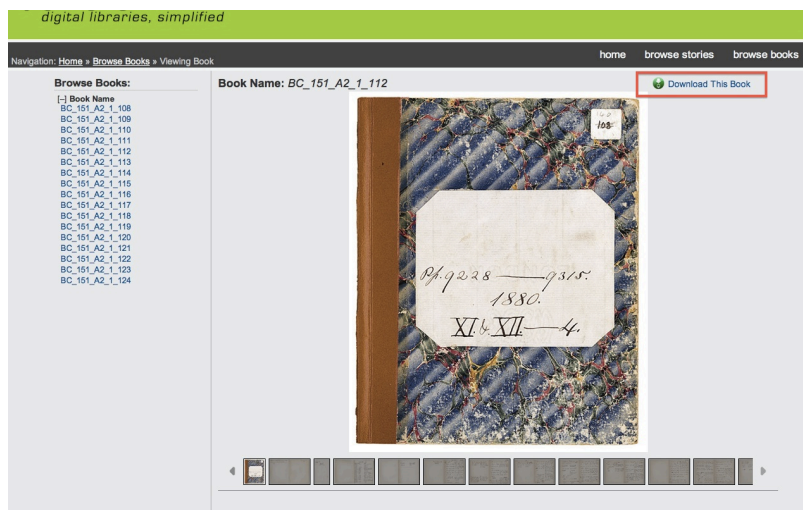 digital libraries, simplified
Navigation: Home » Browse Books » Viewing Book
home browse stories browse books
Browse Books:
[–] Book Name
BC_151_A2_1_108
BC_151_A2_1_109
BC_151_A2_1_110
BC_151_A2_1_111
BC_151_A2_1_112
BC_151_A2_1_113
BC_151_A2_1_114
BC_151_A2_1_115
BC_151_A2_1_116
BC_151_A2_1_117
BC_151_A2_1_118
BC_151_A2_1_119
BC_151_A2_1_120
BC_151_A2_1_121
BC_151_A2_1_122
BC_151_A2_1_123
BC_151_A2_1_124
Book Name: BC_151_A2_1_112
Download This Book
108
Pp. 9228 — 9315.
1880.
XI. & XII. — 4.